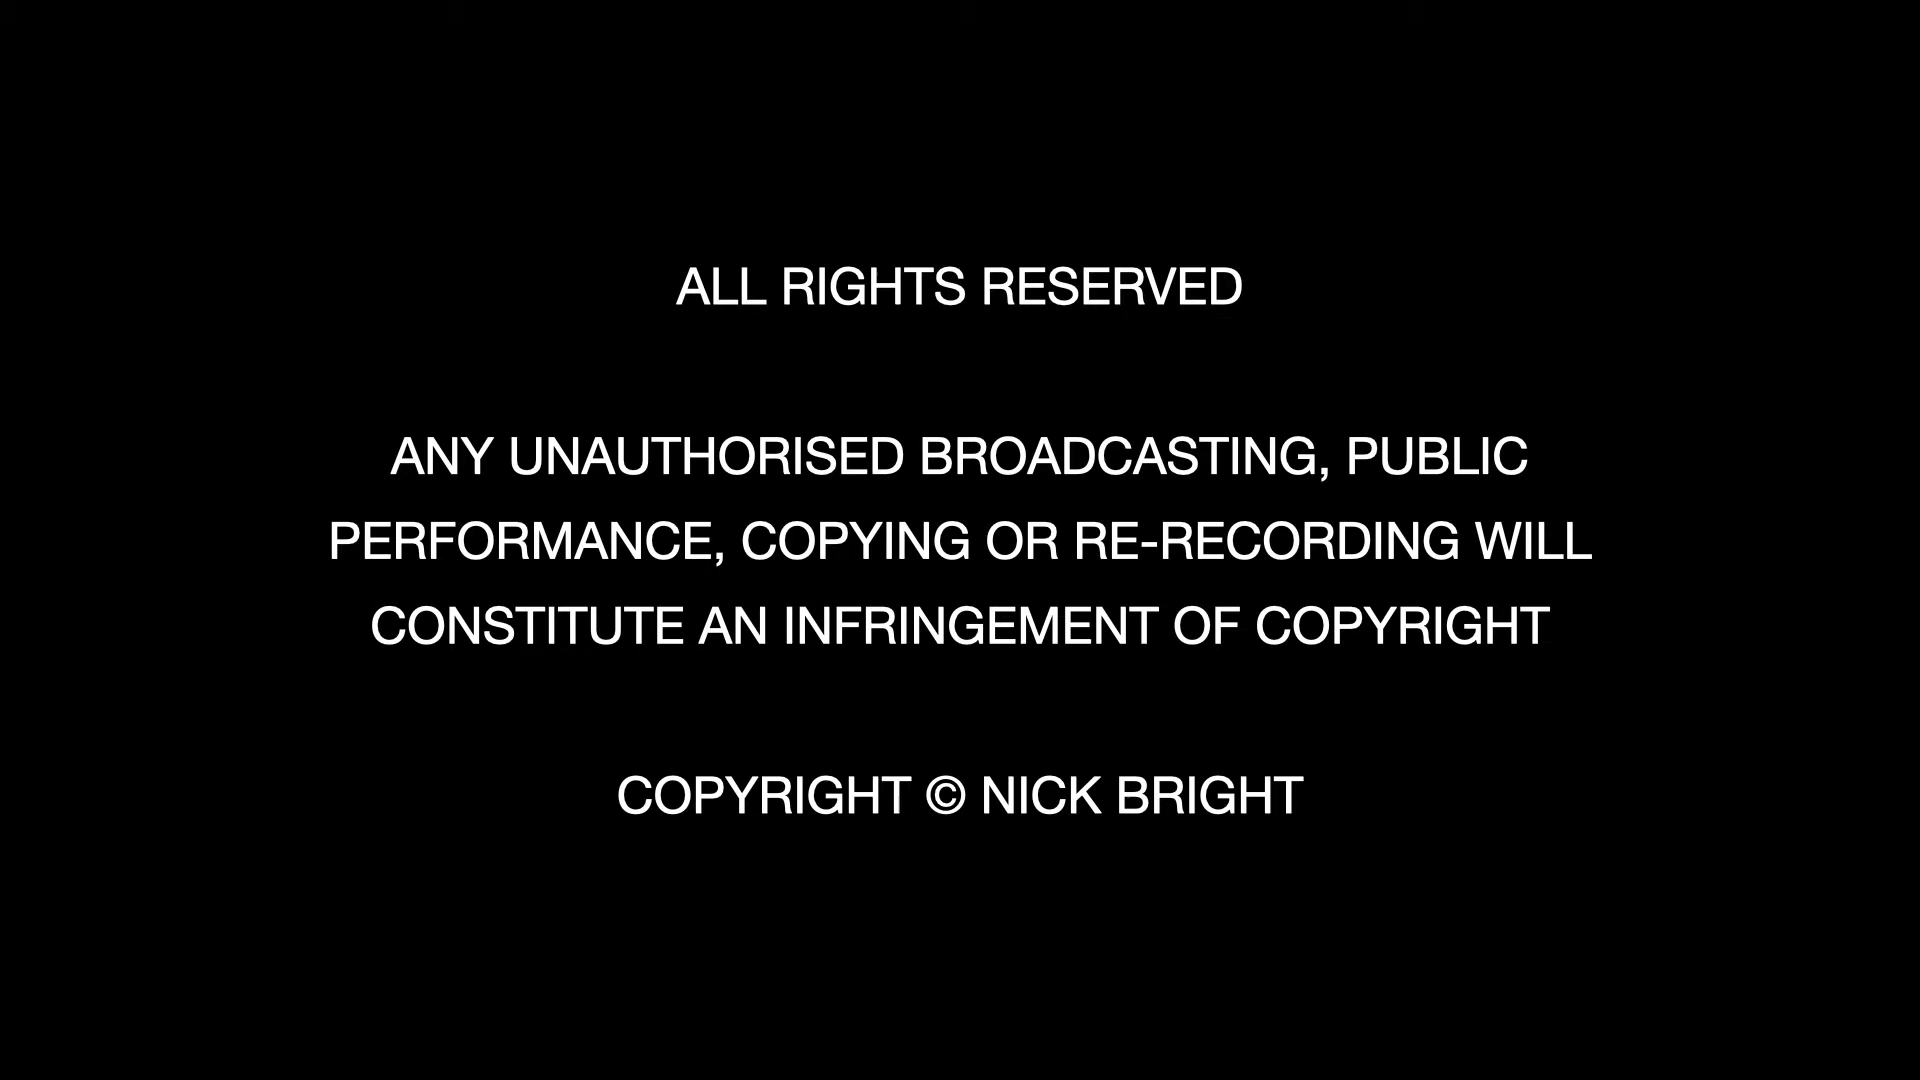 ALL RIGHTS RESERVED
ANY UNAUTHORISED BROADCASTING, PUBLIC
PERFORMANCE, COPYING OR RE-RECORDING WILL
CONSTITUTE AN INFRINGEMENT OF COPYRIGHT
COPYRIGHT © NICK BRIGHT